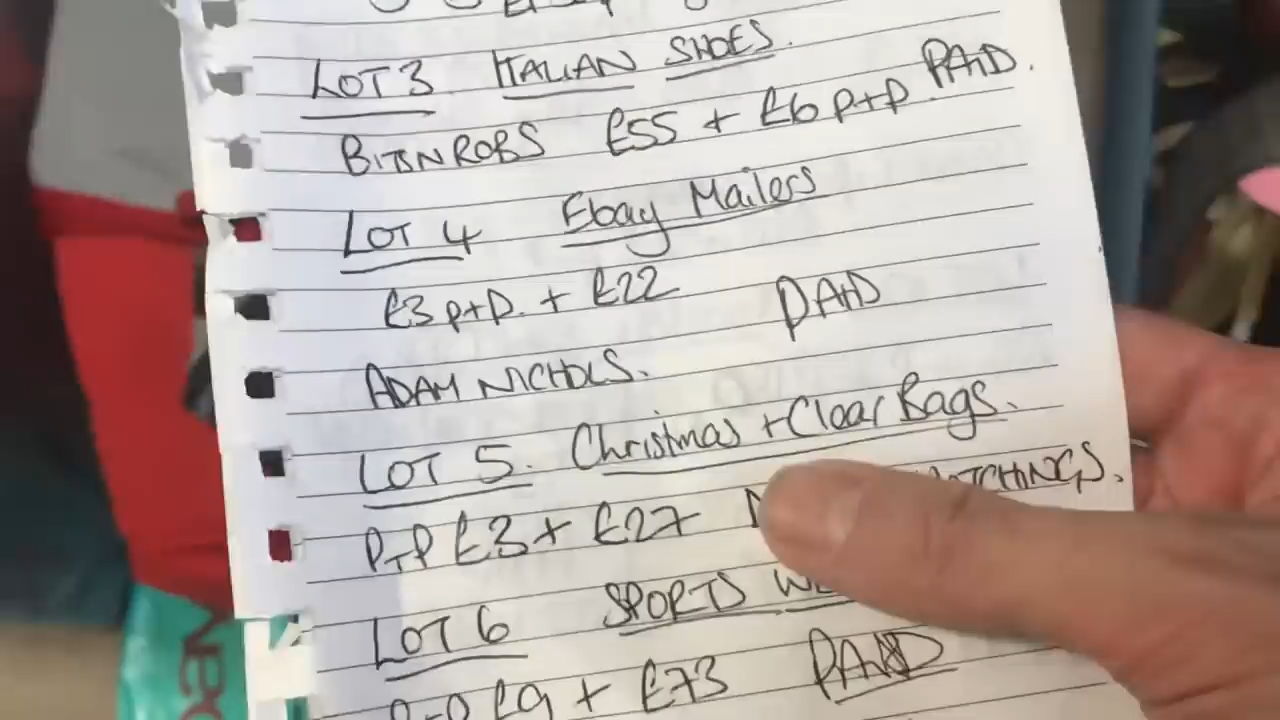 LOT 3 ITALIAN SHOES.
BITSNROBS £55 + £6 p+p PAID.
LOT 4 Ebay Mailers
£3 p+p. + £22 PAID
ADAM NICHOLS.
LOT 5. Christmas + Clear Bags.
P+P £3 + £27
LOT 6 SPORTS
P+P £9 + £73 PAID